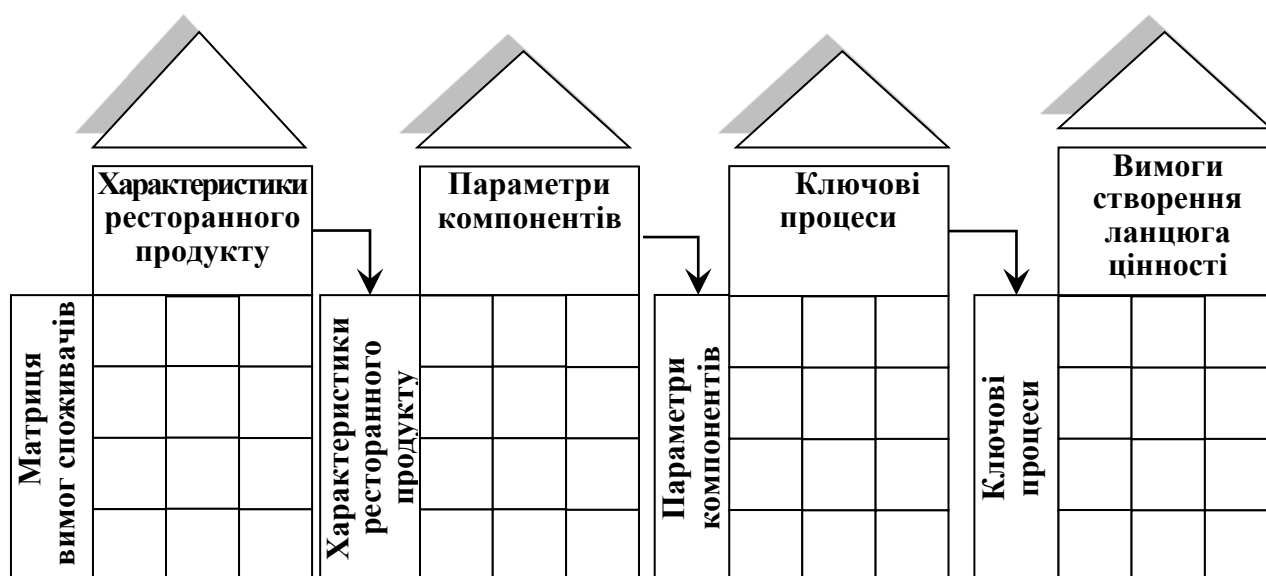 Характеристики
ресторанного
продукту
Параметри
компонентів
Ключові
процеси
Вимоги
створення
ланцюга
цінності
Матриця
вимог споживачів
Характеристики
ресторанного
продукту
Параметри
компонентів
Ключові
процеси